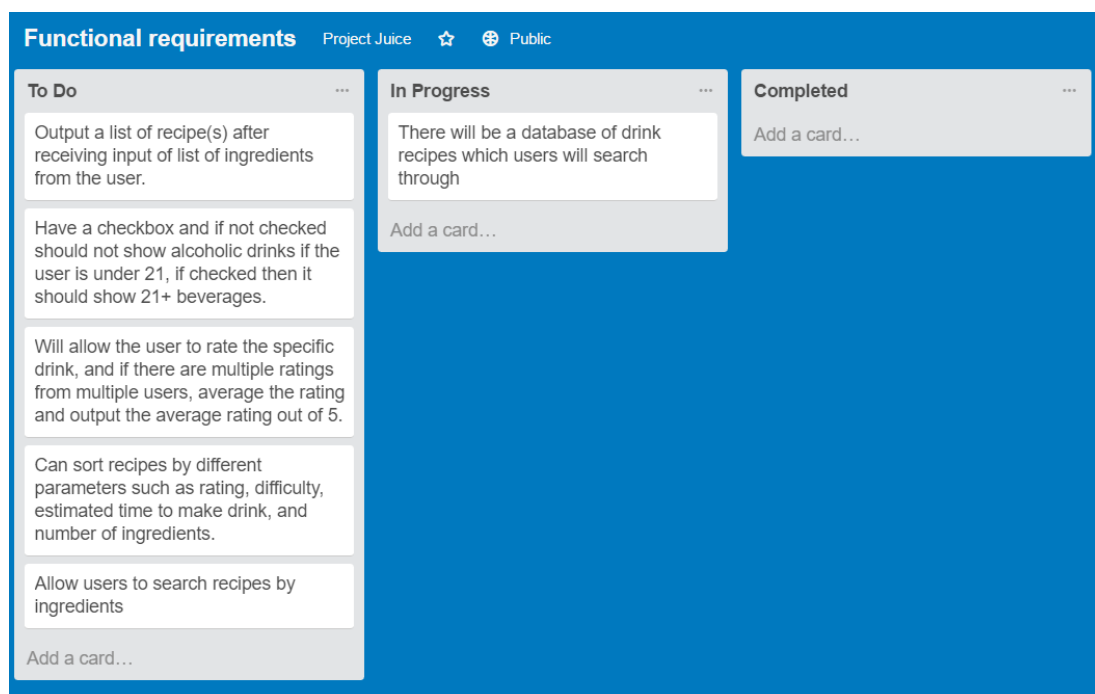 Functional requirements Project Juice Public
To Do ...
Output a list of recipe(s) after
receiving input of list of ingredients
from the user.
Have a checkbox and if not checked
should not show alcoholic drinks if the
user is under 21, if checked then it
should show 21+ beverages.
Will allow the user to rate the specific
drink, and if there are multiple ratings
from multiple users, average the rating
and output the average rating out of 5.
Can sort recipes by different
parameters such as rating, difficulty,
estimated time to make drink, and
number of ingredients.
Allow users to search recipes by
ingredients
Add a card…
In Progress ...
There will be a database of drink
recipes which users will search
through
Add a card…
Completed ...
Add a card…